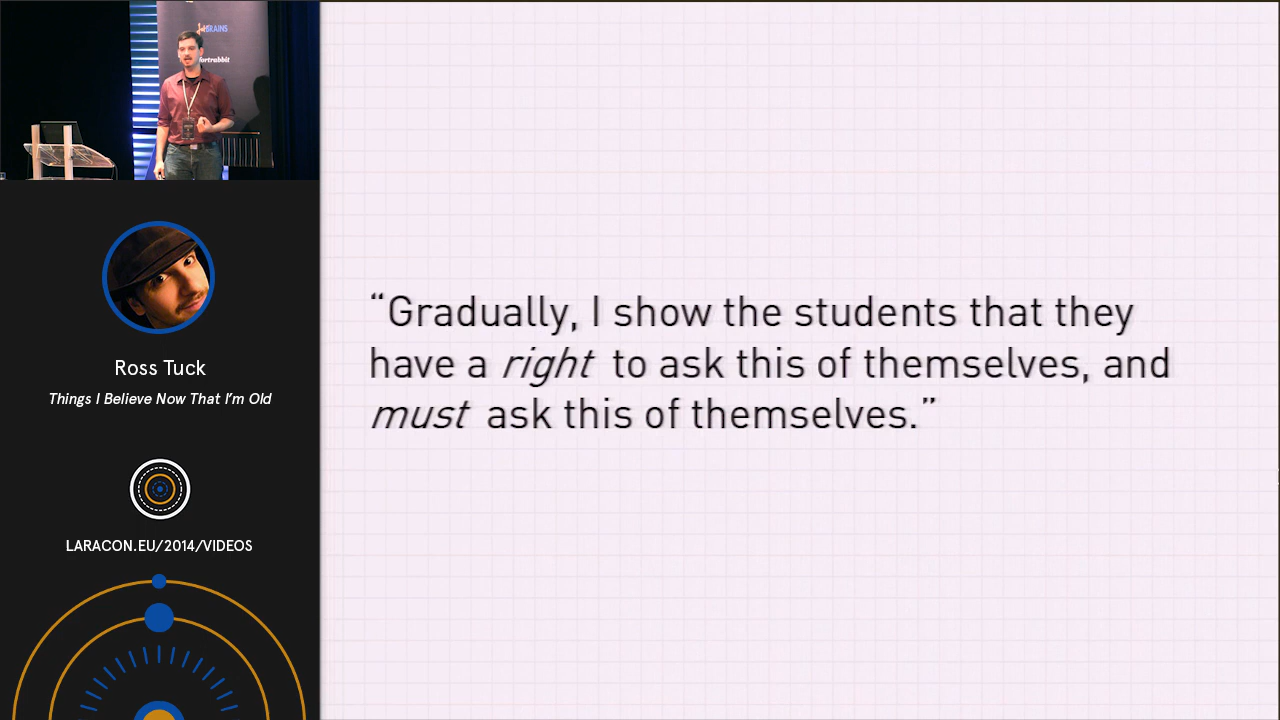 BRAINS
fortrabbit
Ross Tuck
Things I Believe Now That I’m Old
LARACON.EU/2014/VIDEOS
“Gradually, I show the students that they
have a right to ask this of themselves, and
must ask this of themselves.”